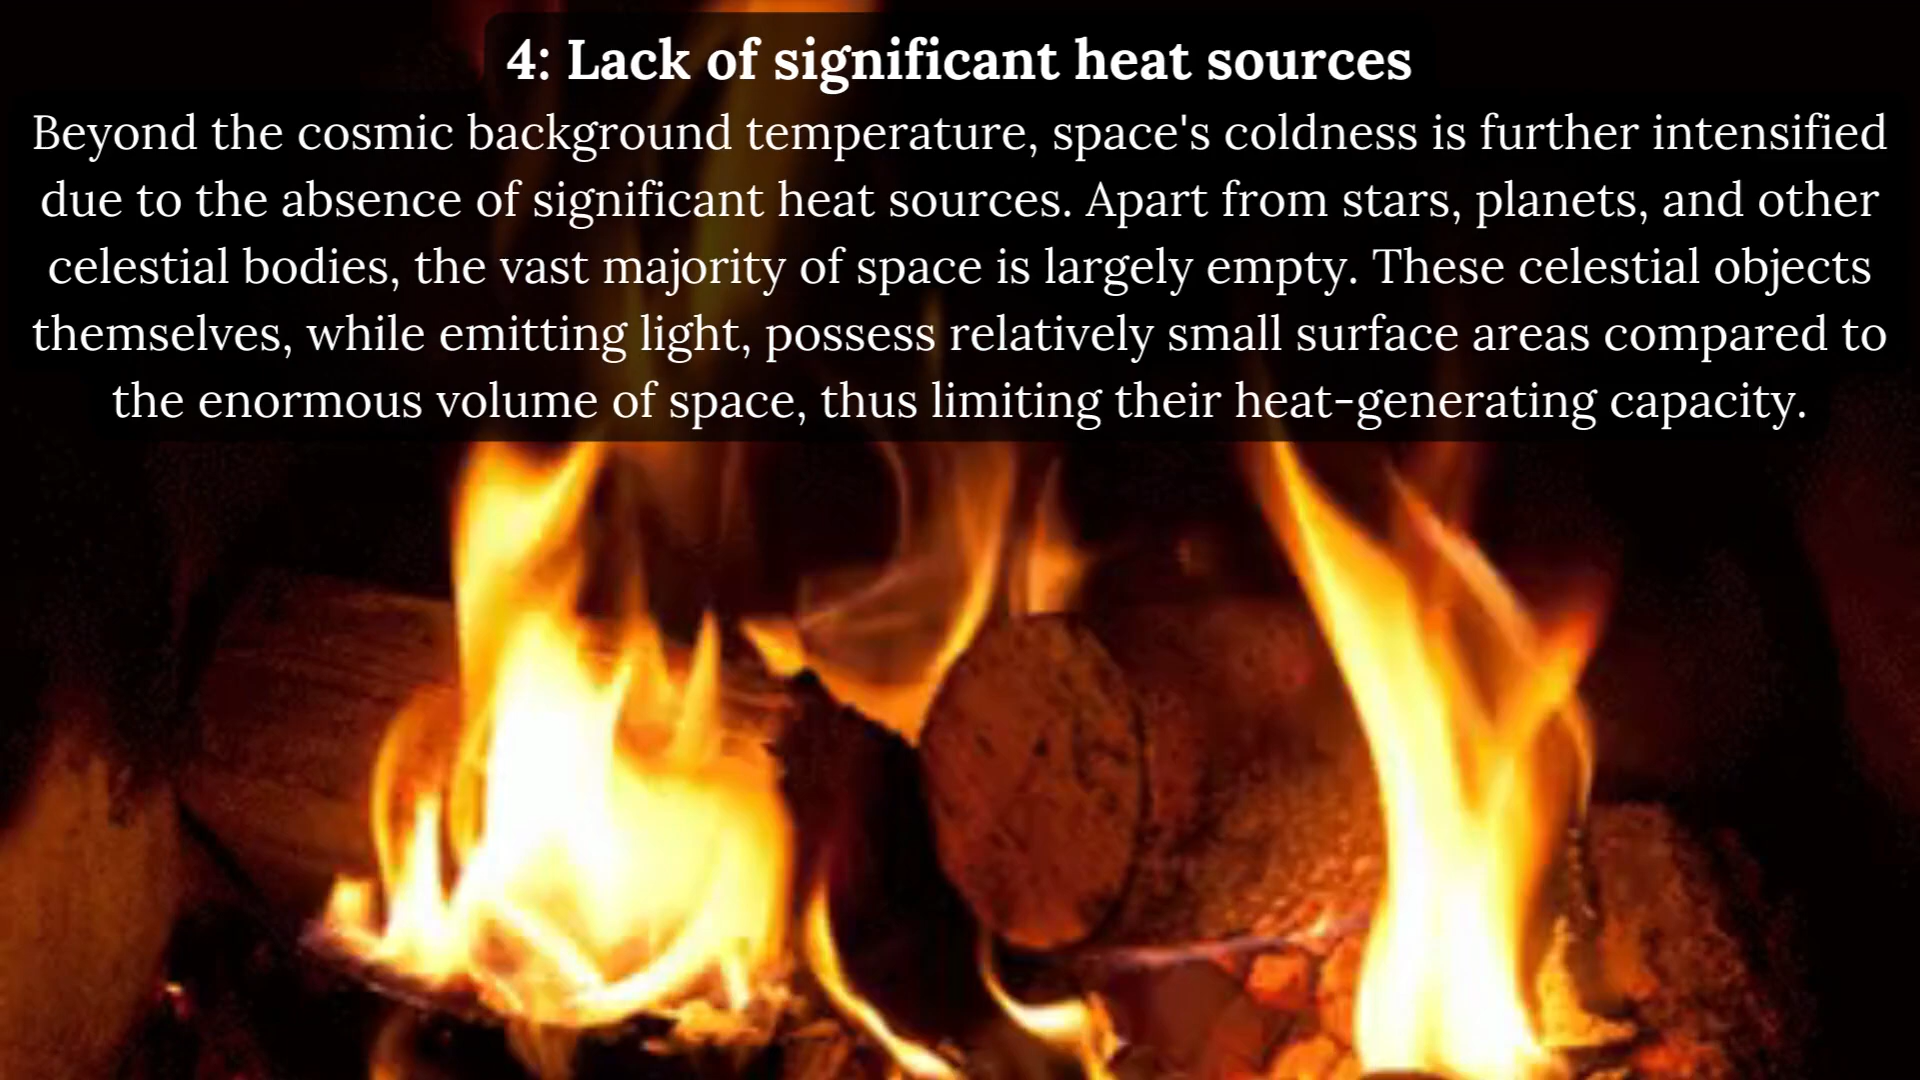 4: Lack of significant heat sources
Beyond the cosmic background temperature, space's coldness is further intensified
due to the absence of significant heat sources. Apart from stars, planets, and other
celestial bodies, the vast majority of space is largely empty. These celestial objects
themselves, while emitting light, possess relatively small surface areas compared to
the enormous volume of space, thus limiting their heat-generating capacity.